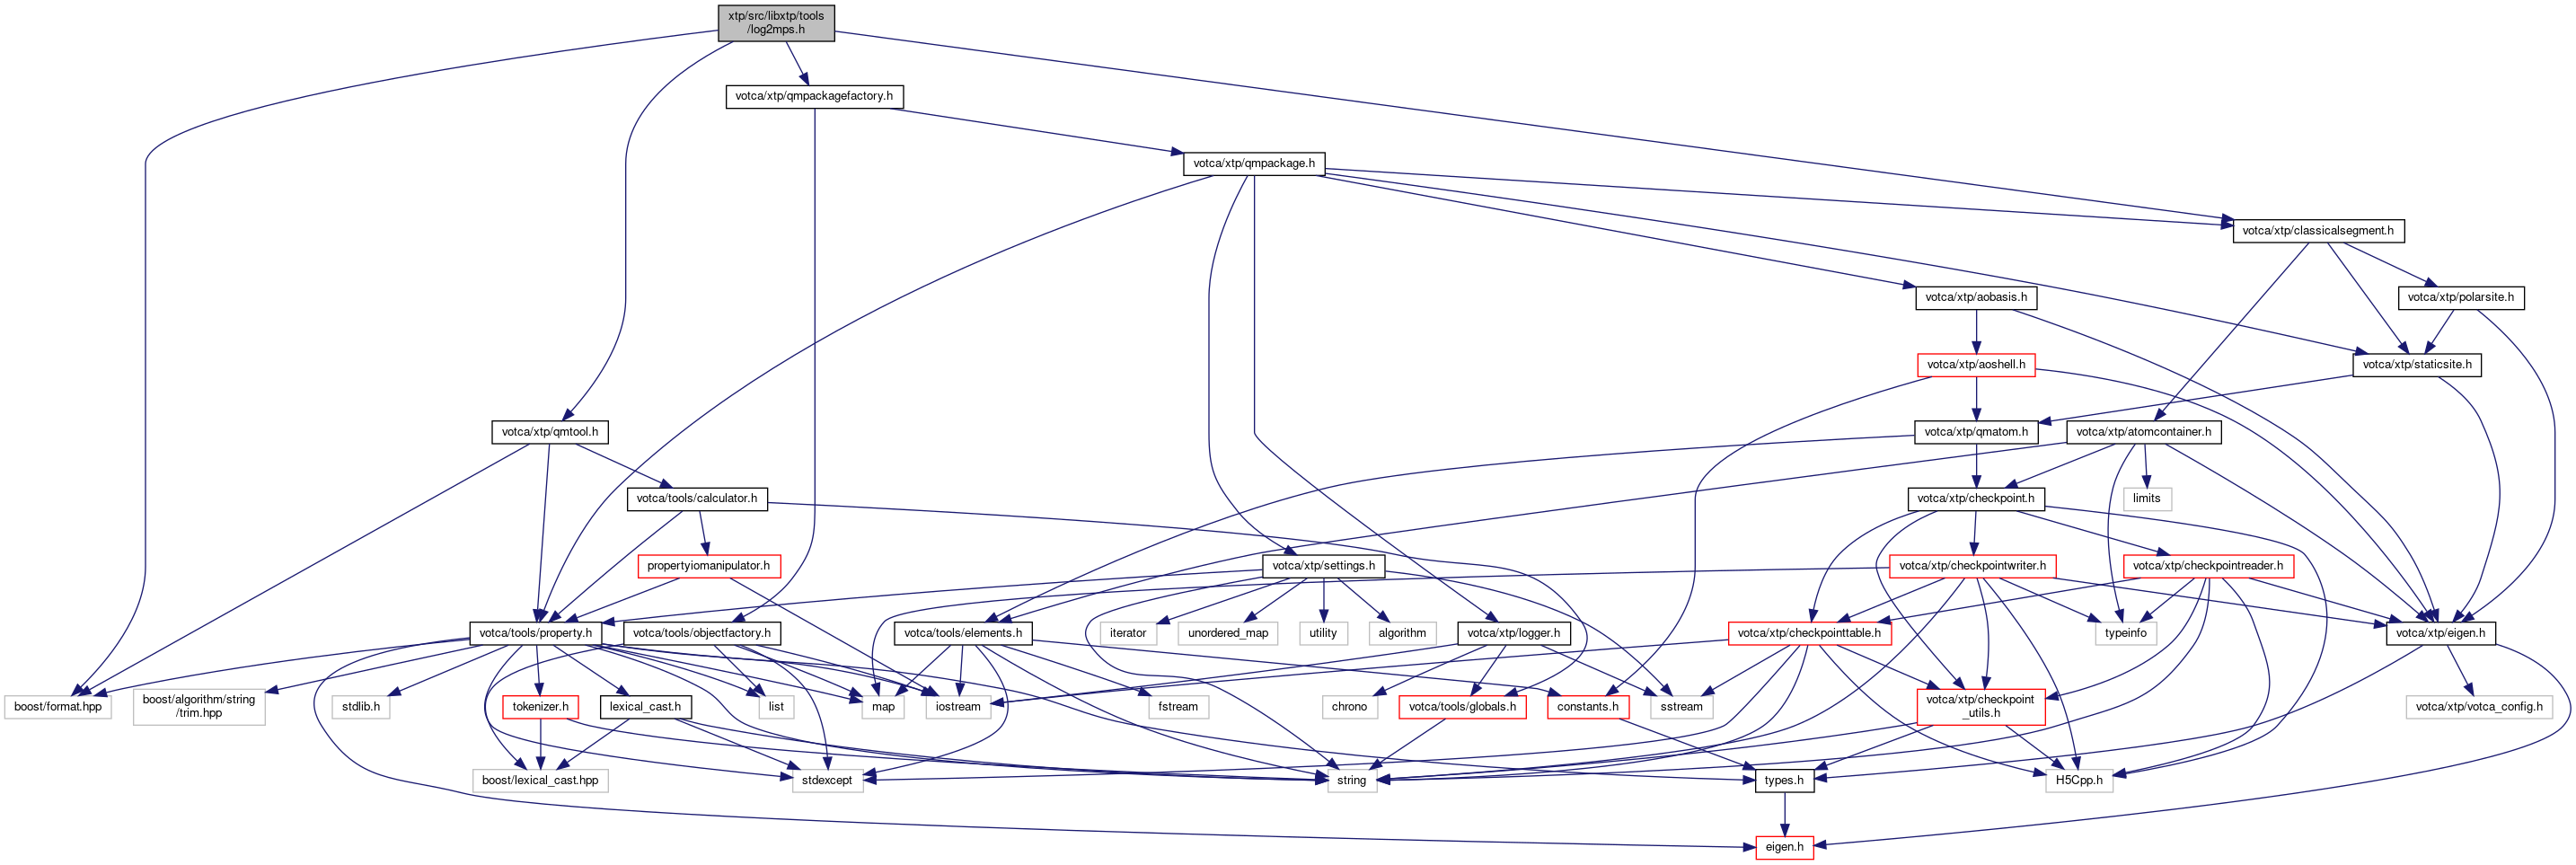 xtp/src/libxtp/tools
/log2mps.h
votca/xtp/qmpackagefactory.h
votca/xtp/qmpackage.h
votca/xtp/classicalsegment.h
votca/xtp/aobasis.h
votca/xtp/polarsite.h
votca/xtp/aoshell.h
votca/xtp/staticsite.h
votca/xtp/qmtool.h
votca/xtp/qmatom.h
votca/xtp/atomcontainer.h
votca/tools/calculator.h
votca/xtp/checkpoint.h
limits
propertyiomanipulator.h
votca/xtp/settings.h
votca/xtp/checkpointwriter.h
votca/xtp/checkpointreader.h
votca/tools/property.h
votca/tools/objectfactory.h
votca/tools/elements.h
iterator
unordered_map
utility
algorithm
votca/xtp/logger.h
votca/xtp/checkpointtable.h
typeinfo
votca/xtp/eigen.h
boost/format.hpp
boost/algorithm/string
/trim.hpp
stdlib.h
tokenizer.h
lexical_cast.h
list
map
iostream
fstream
chrono
votca/tools/globals.h
constants.h
sstream
votca/xtp/checkpoint
_utils.h
votca/xtp/votca_config.h
boost/lexical_cast.hpp
stdexcept
string
types.h
H5Cpp.h
eigen.h